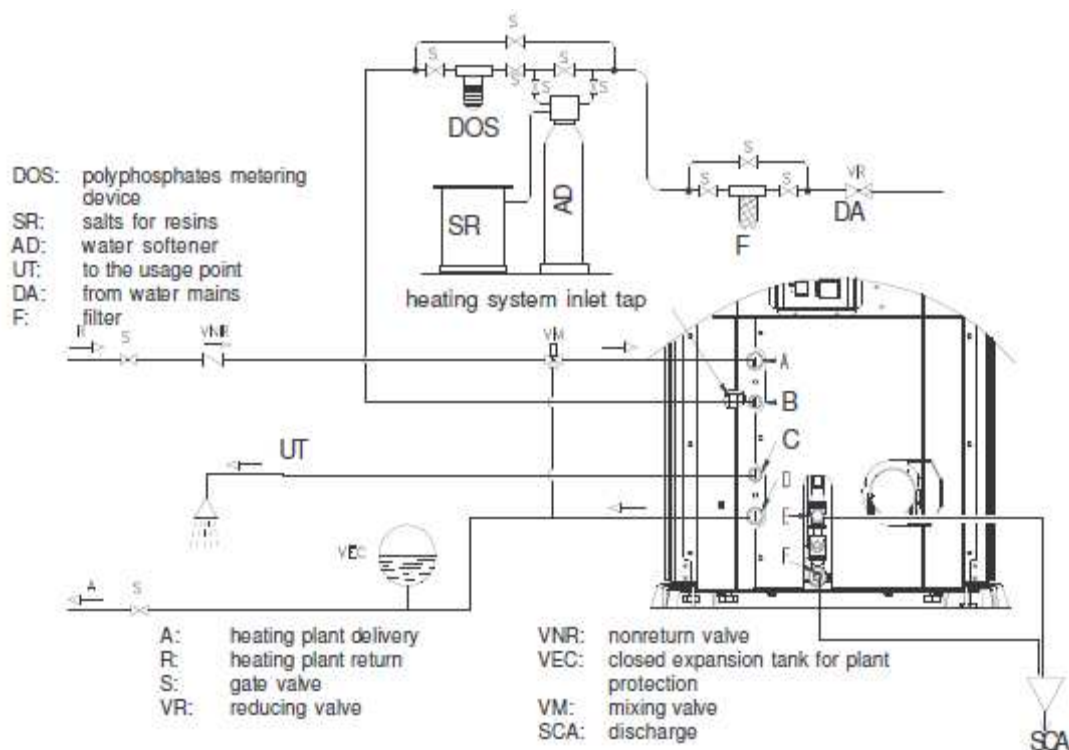 S
S
S
S
S
S
S
DOS
AD
SR
heating system inlet tap
S
S
S
VR
F
DA
DOS: polyphosphates metering
device
SR: salts for resins
AD: water softener
UT: to the usage point
DA: from water mains
F: filter
R
S
VNR
VM
A
B
C
D
E
F
UT
VEC
A
S
A: heating plant delivery
R: heating plant return
S: gate valve
VR: reducing valve
VNR: nonreturn valve
VEC: closed expansion tank for plant
protection
VM: mixing valve
SCA: discharge
SCA